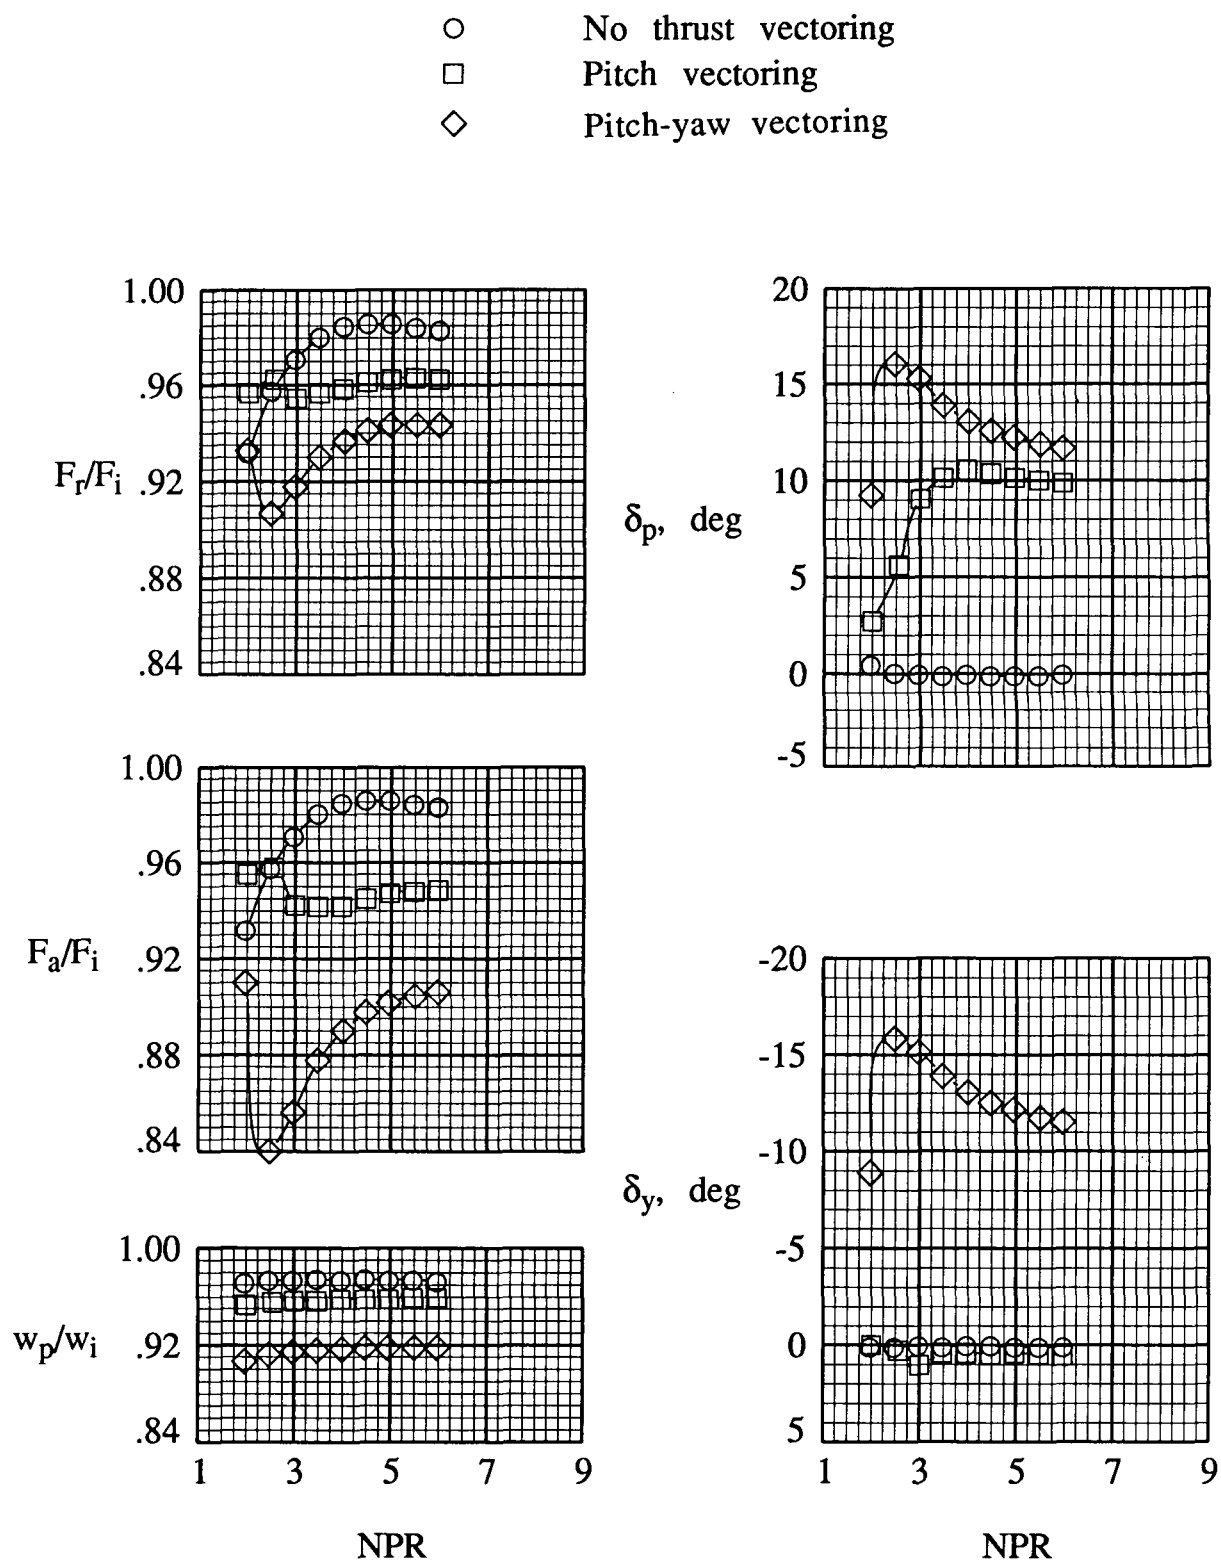 No thrust vectoring
Pitch vectoring
Pitch-yaw vectoring
1.00
.96
Fr/Fi .92
.88
.84
20
15
10
δp, deg
5
0
-5
1.00
.96
Fa/Fi .92
.88
.84
-20
-15
-10
δy, deg
-5
0
5
1.00
wp/wi .92
.84
1 3 5 7 9
NPR
1 3 5 7 9
NPR